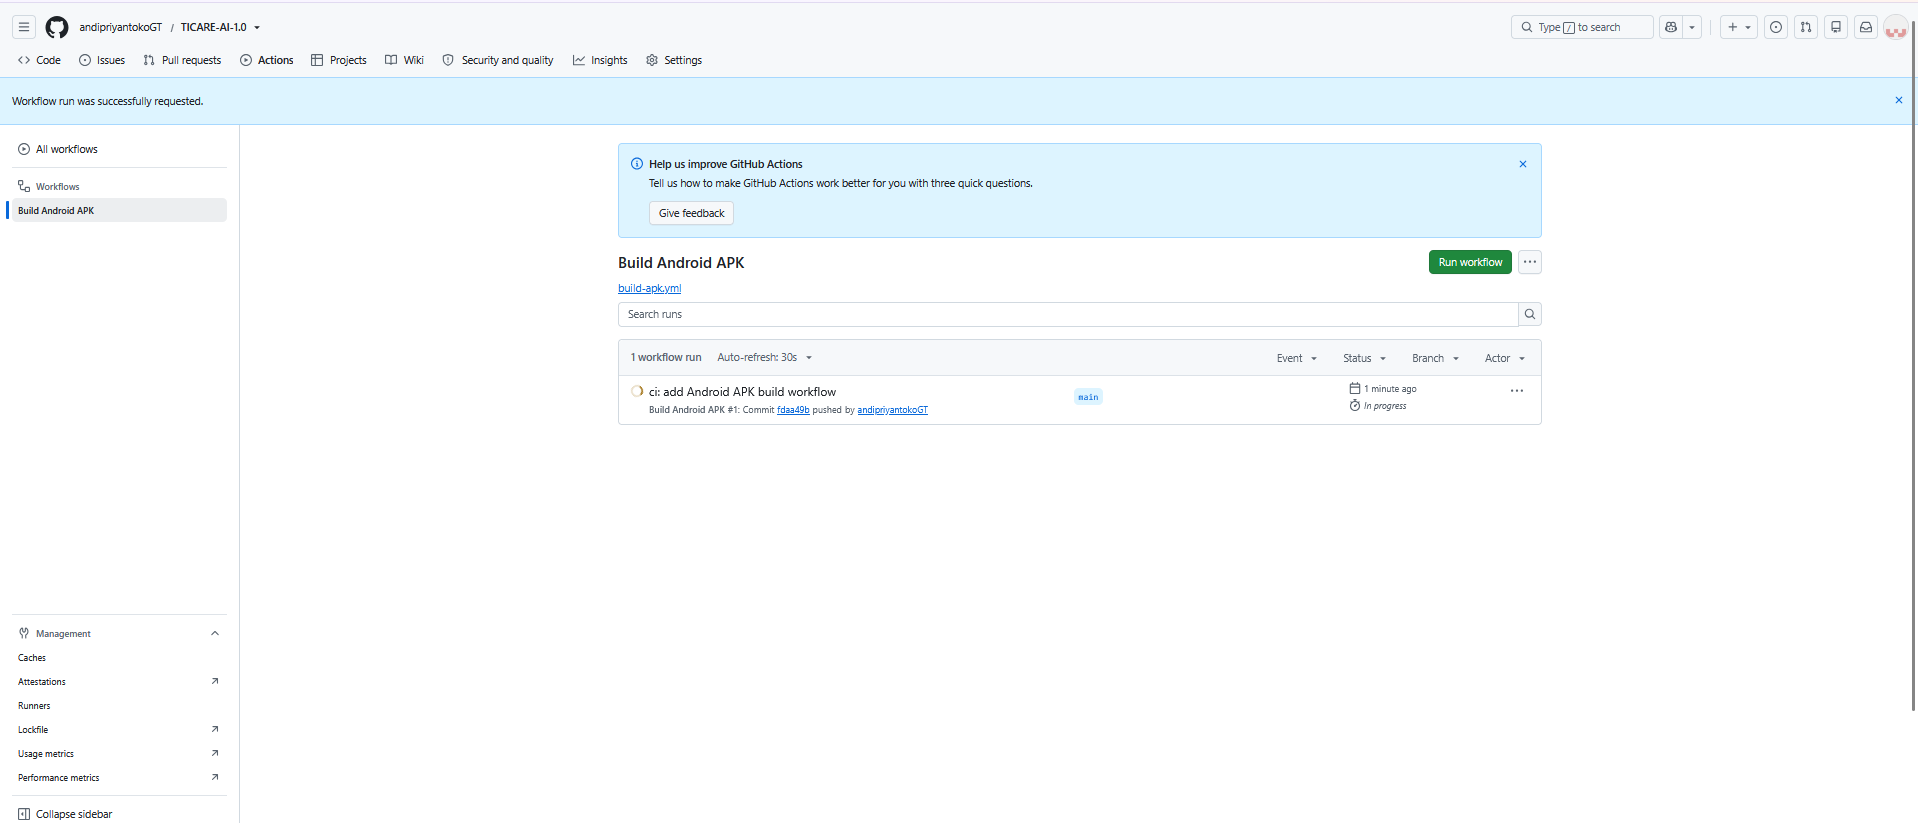 andipriyantokoGT / TICARE-AI-1.0
Type / to search
Code
Issues
Pull requests
Actions
Projects
Wiki
Security and quality
Insights
Settings
Workflow run was successfully requested.
All workflows
Workflows
Build Android APK
Help us improve GitHub Actions
Tell us how to make GitHub Actions work better for you with three quick questions.
Give feedback
Build Android APK
Run workflow
build-apk.yml
Search runs
1 workflow run
Auto-refresh: 30s
Event
Status
Branch
Actor
ci: add Android APK build workflow
Build Android APK #1: Commit fdaa49b pushed by andipriyantokoGT
main
1 minute ago
In progress
Management
Caches
Attestations
Runners
Lockfile
Usage metrics
Performance metrics
Collapse sidebar